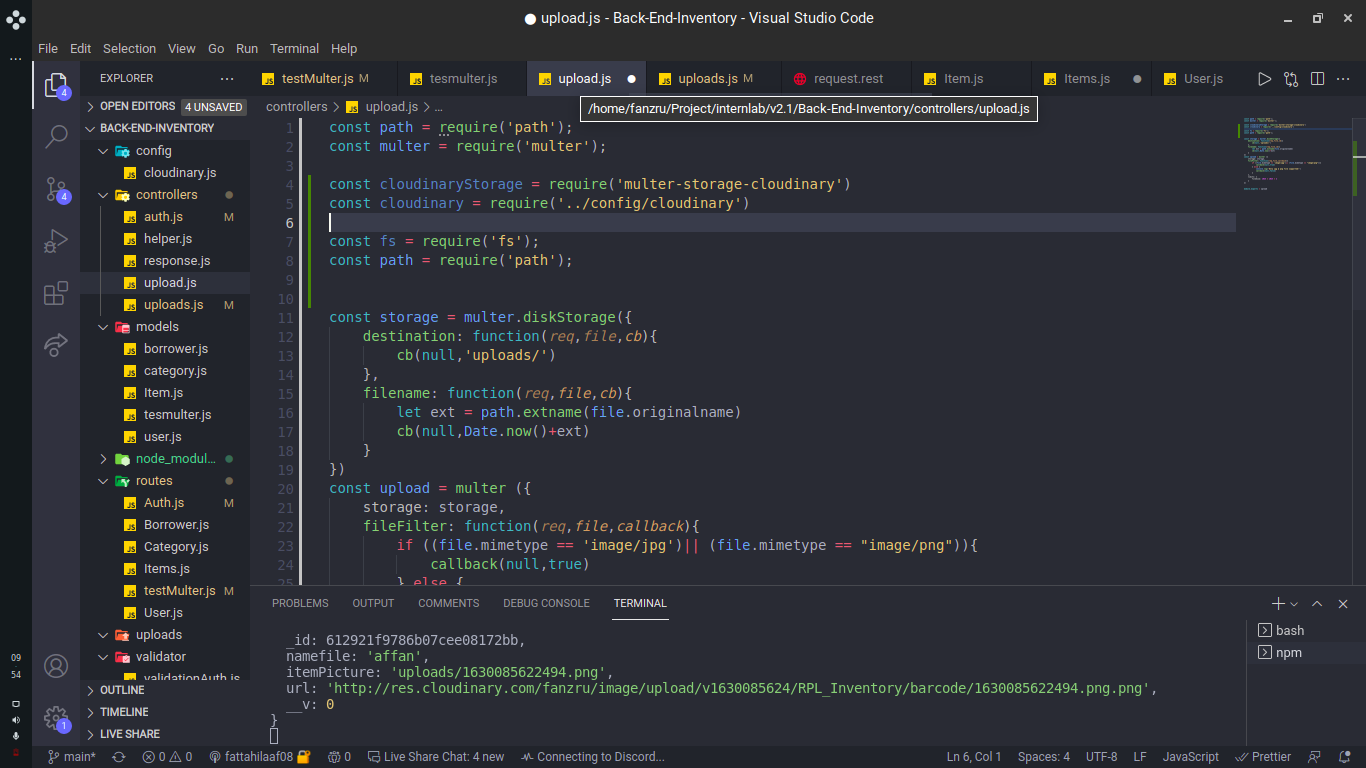 upload.js - Back-End-Inventory - Visual Studio Code
File Edit Selection View Go Run Terminal Help
EXPLORER
testMulter.js M
tesmulter.js
upload.js
uploads.js M
request.rest
Item.js
Items.js
User.js
OPEN EDITORS 4 UNSAVED
controllers > upload.js > ...
/home/fanzru/Project/internlab/v2.1/Back-End-Inventory/controllers/upload.js
BACK-END-INVENTORY
config
cloudinary.js
controllers
auth.js M
helper.js
response.js
upload.js
uploads.js M
models
borrower.js
category.js
Item.js
tesmulter.js
user.js
node_modul...
routes
Auth.js M
Borrower.js
Category.js
Items.js
testMulter.js M
User.js
uploads
validator
validationAuth.js
OUTLINE
TIMELINE
LIVE SHARE
4
4
1
09
54
1 const path = require('path');
2 const multer = require('multer');
3
4 const cloudinaryStorage = require('multer-storage-cloudinary')
5 const cloudinary = require('../config/cloudinary')
6
7 const fs = require('fs');
8 const path = require('path');
9
10
11 const storage = multer.diskStorage({
12 destination: function(req,file,cb){
13 cb(null,'uploads/')
14 },
15 filename: function(req,file,cb){
16 let ext = path.extname(file.originalname)
17 cb(null,Date.now()+ext)
18 }
19 })
20 const upload = multer ({
21 storage: storage,
22 fileFilter: function(req,file,callback){
23 if ((file.mimetype == 'image/jpg')|| (file.mimetype == "image/png")){
24 callback(null,true)
25 } else {
PROBLEMS OUTPUT COMMENTS DEBUG CONSOLE TERMINAL
_id: 612921f9786b07cee08172bb,
namefile: 'affan',
itemPicture: 'uploads/1630085622494.png',
url: 'http://res.cloudinary.com/fanzru/image/upload/v1630085624/RPL_Inventory/barcode/1630085622494.png.png',
__v: 0
}
bash
npm
main* 0 0 fattahilaaf08 0 Live Share Chat: 4 new Connecting to Discord... Ln 6, Col 1 Spaces: 4 UTF-8 LF JavaScript Prettier